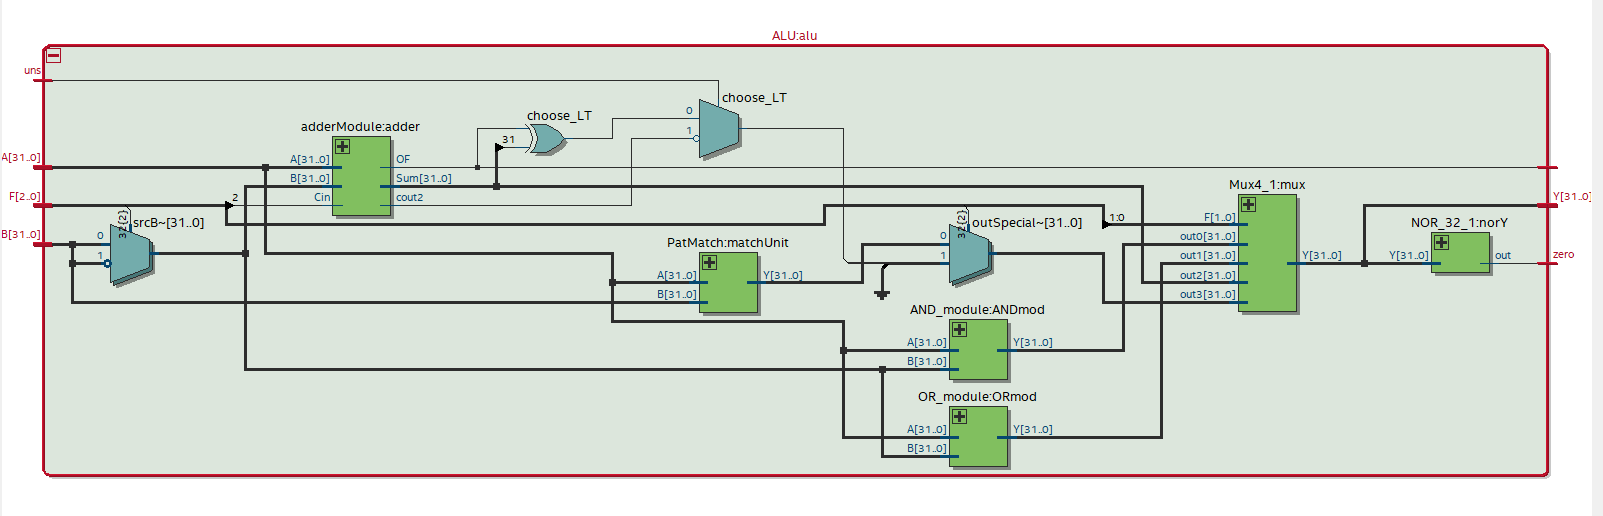 ALU:alu
uns
choose_LT
0
1
choose_LT
31
adderModule:adder
A[31..0]
B[31..0]
Cin
OF
Sum[31..0]
cout2
A[31..0]
F[2..0]
B[31..0]
2
srcB~[31..0]
32{2}
0
1
PatMatch:matchUnit
A[31..0]
B[31..0]
Y[31..0]
outSpecial~[31..0]
32{2}
0
1
1:0
Mux4_1:mux
F[1..0]
out0[31..0]
out1[31..0]
out2[31..0]
out3[31..0]
Y[31..0]
NOR_32_1:norY
Y[31..0]
out
Y[31..0]
zero
AND_module:ANDmod
A[31..0]
B[31..0]
Y[31..0]
OR_module:ORmod
A[31..0]
B[31..0]
Y[31..0]